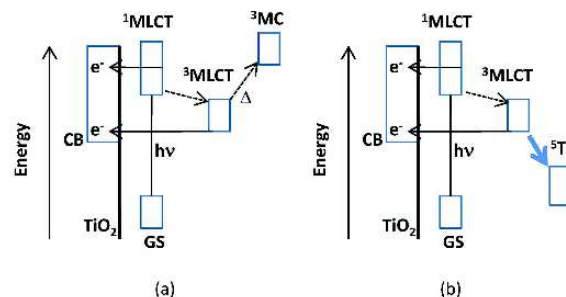 ¹MLCT
³MC
e⁻
³MLCT
Δ
e⁻
CB
hν
Energy
TiO₂
GS
(a)
¹MLCT
e⁻
³MLCT
e⁻
CB
hν
⁵T
Energy
TiO₂
GS
(b)